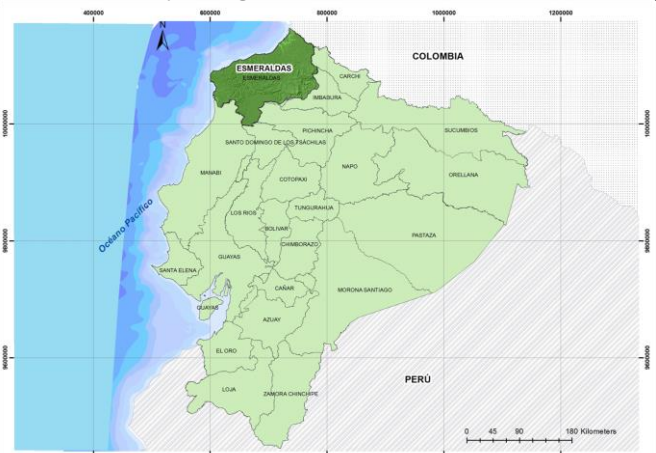 400000
600000
8000000
1000000
1200000
N
COLOMBIA
ESMERALDAS
ESMERALDAS
CARCHI
IMBABURA
10000000
10000000
PICHINCHA
SUCUMBIOS
SANTO DOMINGO DE LOS TSÁCHILAS
NAPO
MANABI
ORELLANA
COTOPAXI
TUNGURAHUA
LOS RIOS
Océano Pacífico
BOLIVAR
PASTAZA
9800000
9800000
CHIMBORAZO
GUAYAS
SANTA ELENA
CAÑAR
MORONA SANTIAGO
GUAYAS
AZUAY
EL ORO
9600000
9600000
PERÚ
LOJA
ZAMORA CHINCHIPE
0 45 90 180 Kilometers